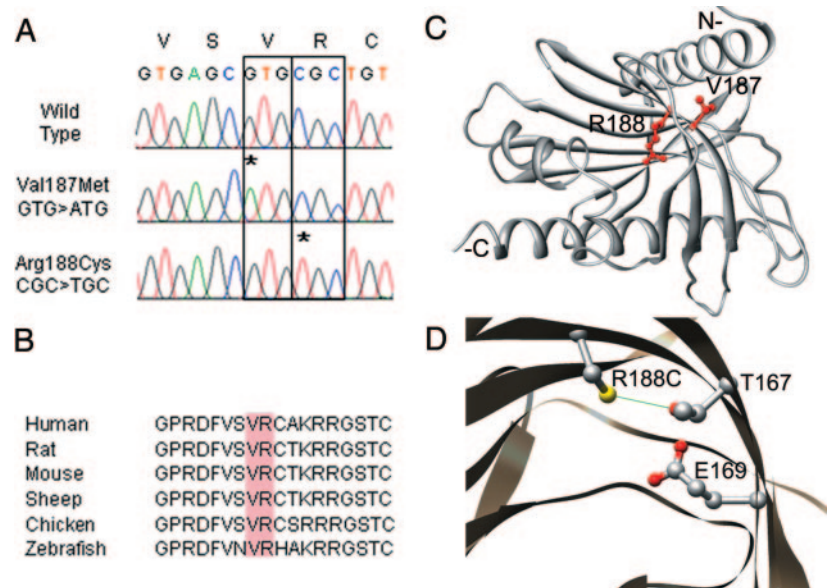 A
V S V R C
GTGAGCGTGCGCTGT
Wild
Type
*
Val187Met
GTG>ATG
*
Arg188Cys
CGC>TGC
B
Human GPRDFVSVRCAKRRGSTC
Rat GPRDFVSVRCTKRRGSTC
Mouse GPRDFVSVRCTKRRGSTC
Sheep GPRDFVSVRCTKRRGSTC
Chicken GPRDFVSVRCSRRRGSTC
Zebrafish GPRDFVNVRHAKRRGSTC
C
N-
V187
R188
-C
D
R188C
T167
E169